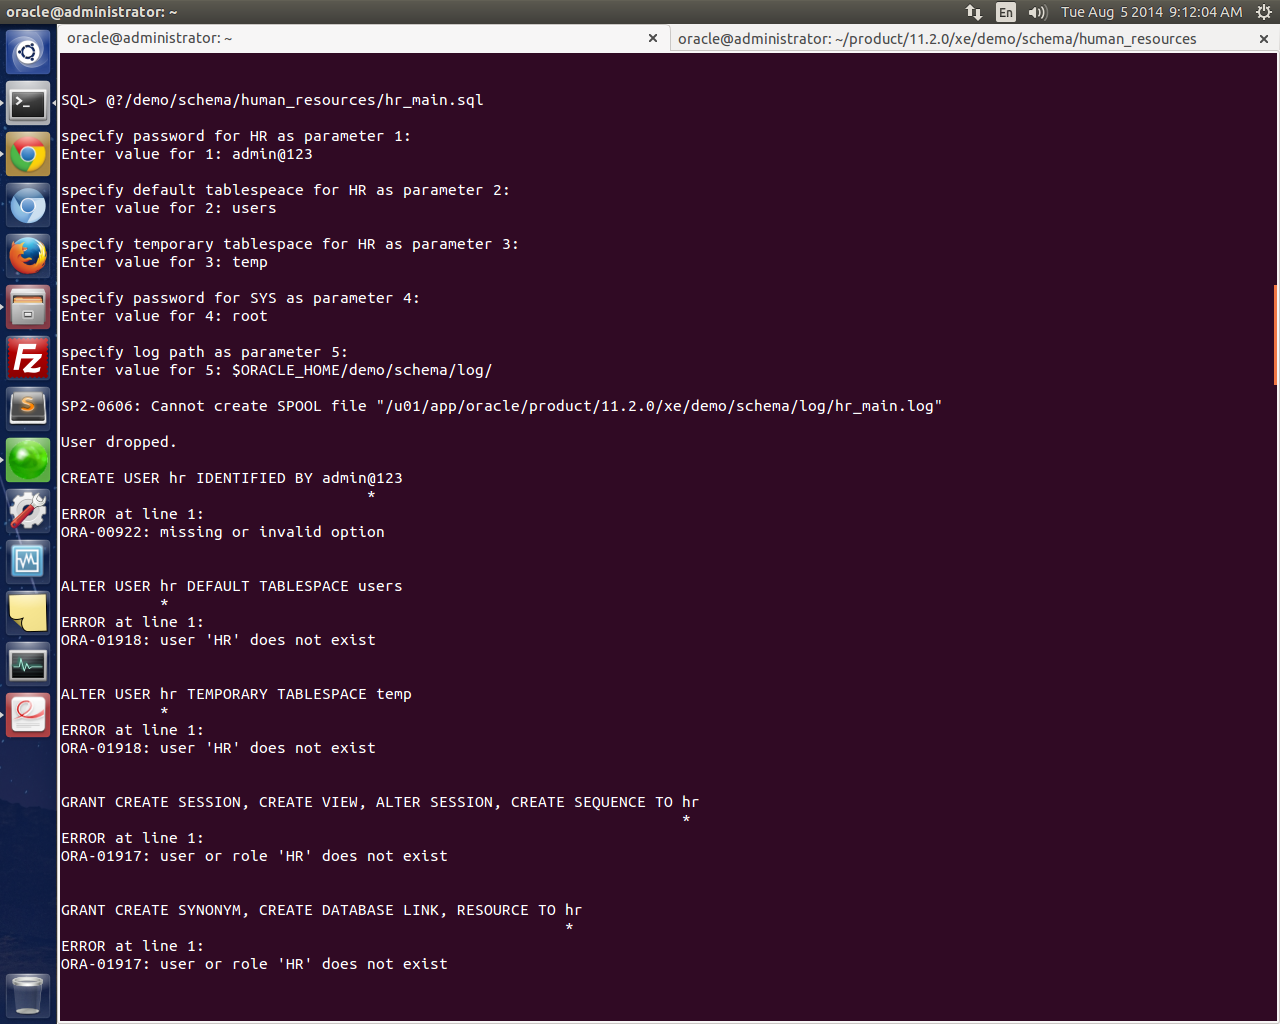 oracle@administrator: ~
En
Tue Aug 5 2014 9:12:04 AM
oracle@administrator: ~ ×
oracle@administrator: ~/product/11.2.0/xe/demo/schema/human_resources ×
SQL> @?/demo/schema/human_resources/hr_main.sql
specify password for HR as parameter 1:
Enter value for 1: admin@123
specify default tablespeace for HR as parameter 2:
Enter value for 2: users
specify temporary tablespace for HR as parameter 3:
Enter value for 3: temp
specify password for SYS as parameter 4:
Enter value for 4: root
specify log path as parameter 5:
Enter value for 5: $ORACLE_HOME/demo/schema/log/
SP2-0606: Cannot create SPOOL file "/u01/app/oracle/product/11.2.0/xe/demo/schema/log/hr_main.log"
User dropped.
CREATE USER hr IDENTIFIED BY admin@123
*
ERROR at line 1:
ORA-00922: missing or invalid option
ALTER USER hr DEFAULT TABLESPACE users
*
ERROR at line 1:
ORA-01918: user 'HR' does not exist
ALTER USER hr TEMPORARY TABLESPACE temp
*
ERROR at line 1:
ORA-01918: user 'HR' does not exist
GRANT CREATE SESSION, CREATE VIEW, ALTER SESSION, CREATE SEQUENCE TO hr
*
ERROR at line 1:
ORA-01917: user or role 'HR' does not exist
GRANT CREATE SYNONYM, CREATE DATABASE LINK, RESOURCE TO hr
*
ERROR at line 1:
ORA-01917: user or role 'HR' does not exist